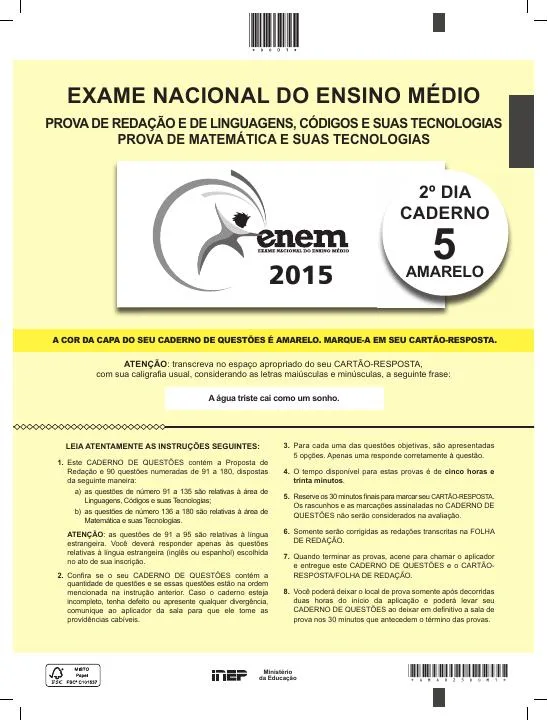 EXAME NACIONAL DO ENSINO MÉDIO
PROVA DE REDAÇÃO E DE LINGUAGENS, CÓDIGOS E SUAS TECNOLOGIAS
PROVA DE MATEMÁTICA E SUAS TECNOLOGIAS
enem
EXAME NACIONAL DO ENSINO MÉDIO
2015
2º DIA
CADERNO
5
AMARELO
A COR DA CAPA DO SEU CADERNO DE QUESTÕES É AMARELO. MARQUE-A EM SEU CARTÃO-RESPOSTA.
ATENÇÃO: transcreva no espaço apropriado do seu CARTÃO-RESPOSTA,
com sua caligrafia usual, considerando as letras maiúsculas e minúsculas, a seguinte frase:
A água triste cai como um sonho.
LEIA ATENTAMENTE AS INSTRUÇÕES SEGUINTES:
1. Este CADERNO DE QUESTÕES contém a Proposta de
Redação e 90 questões numeradas de 91 a 180, dispostas
da seguinte maneira:
a) as questões de número 91 a 135 são relativas à área de
Linguagens, Códigos e suas Tecnologias;
b) as questões de número 136 a 180 são relativas à área de
Matemática e suas Tecnologias.
ATENÇÃO: as questões de 91 a 95 são relativas à língua
estrangeira. Você deverá responder apenas às questões
relativas à língua estrangeira (inglês ou espanhol) escolhida
no ato de sua inscrição.
2. Confira se o seu CADERNO DE QUESTÕES contém a
quantidade de questões e se essas questões estão na ordem
mencionada na instrução anterior. Caso o caderno esteja
incompleto, tenha defeito ou apresente qualquer divergência,
comunique ao aplicador da sala para que ele tome as
providências cabíveis.
3. Para cada uma das questões objetivas, são apresentadas
5 opções. Apenas uma responde corretamente à questão.
4. O tempo disponível para estas provas é de cinco horas e
trinta minutos.
5. Reserve os 30 minutos finais para marcar seu CARTÃO-RESPOSTA.
Os rascunhos e as marcações assinaladas no CADERNO DE
QUESTÕES não serão considerados na avaliação.
6. Somente serão corrigidas as redações transcritas na FOLHA
DE REDAÇÃO.
7. Quando terminar as provas, acene para chamar o aplicador
e entregue este CADERNO DE QUESTÕES e o CARTÃO-
RESPOSTA/FOLHA DE REDAÇÃO.
8. Você poderá deixar o local de prova somente após decorridas
duas horas do início da aplicação e poderá levar seu
CADERNO DE QUESTÕES ao deixar em definitivo a sala de
prova nos 30 minutos que antecedem o término das provas.
FSC
MISTO
Papel
FSC® C101537
inep
Ministério
da Educação